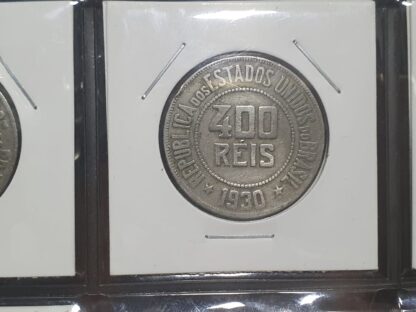 REPUBLICA DOS ESTADOS UNIDOS DO BRASIL
400
RÉIS
1930